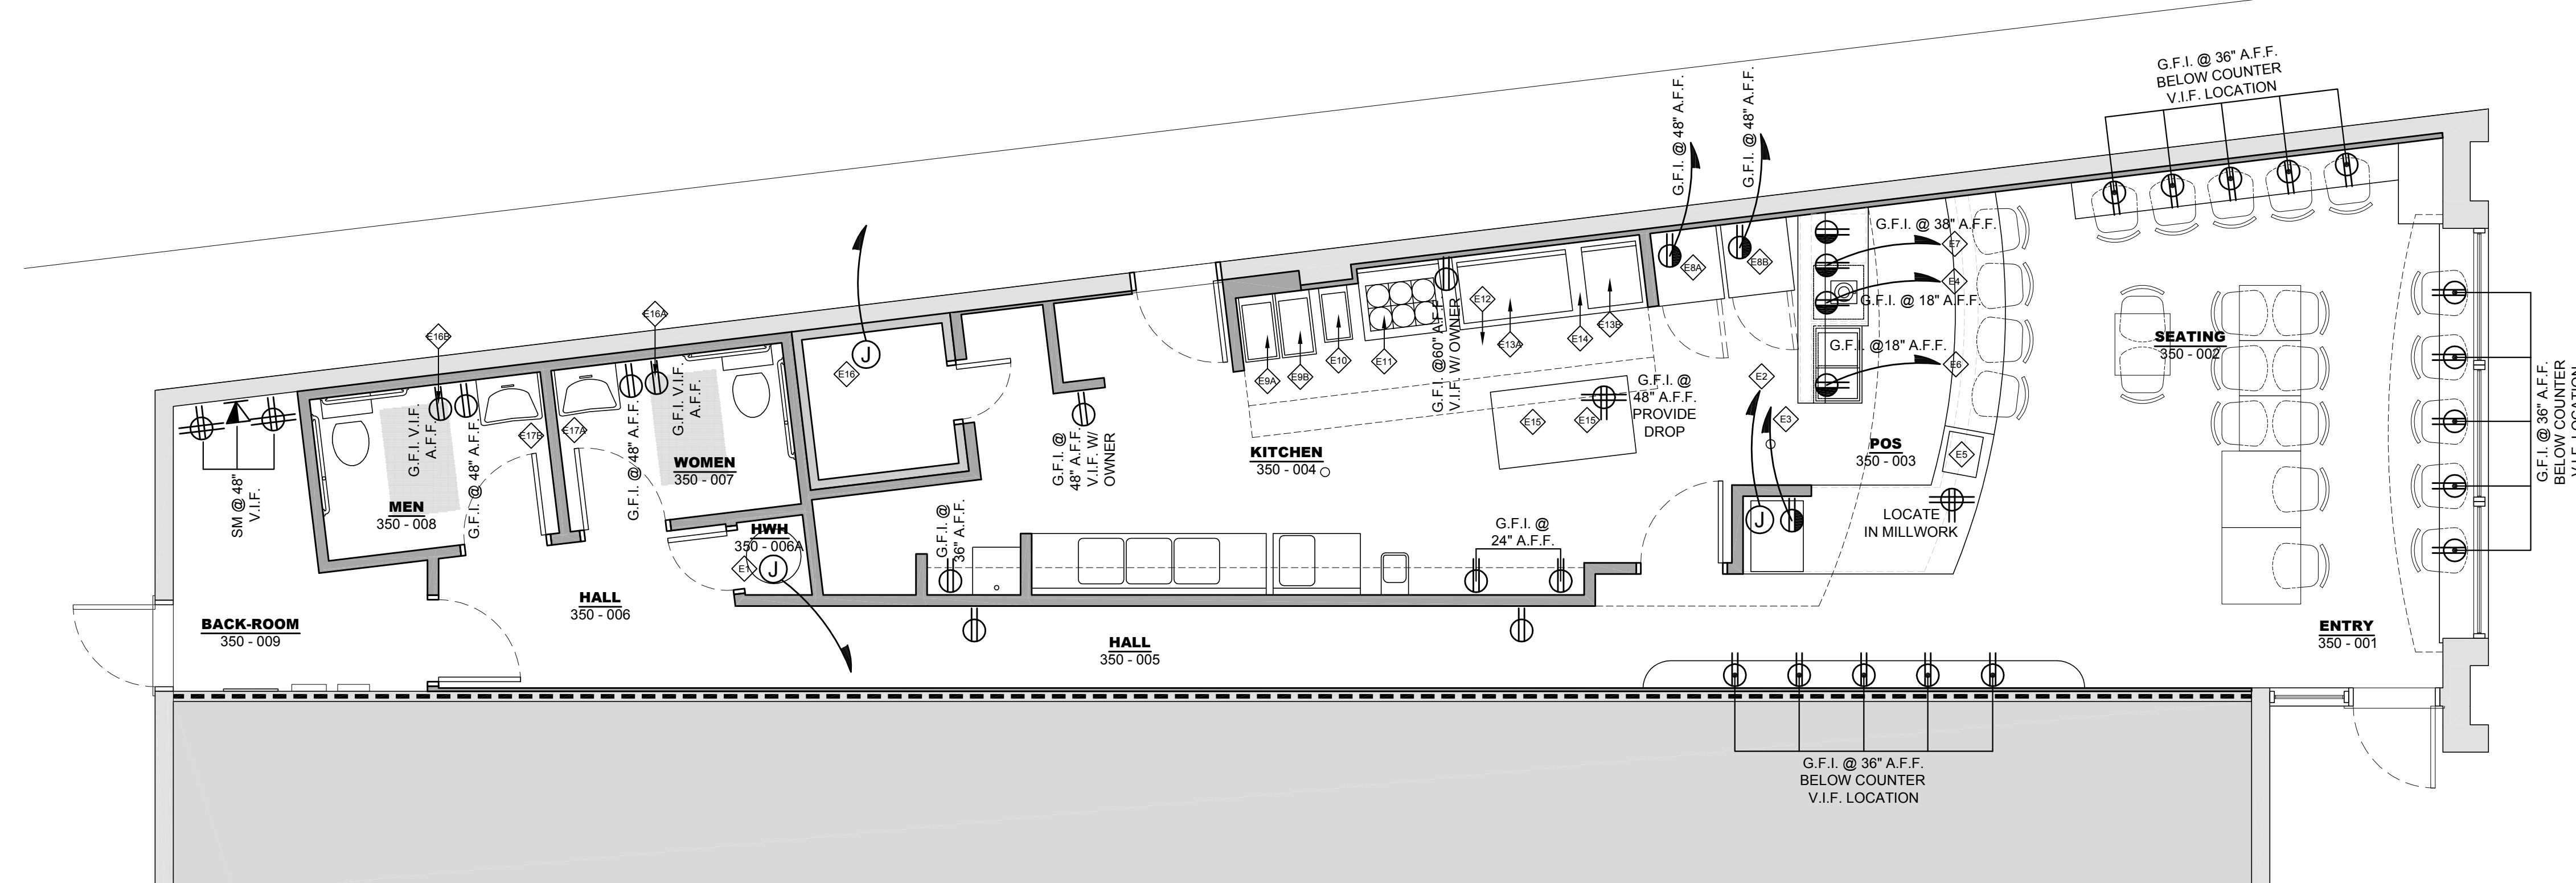 G.F.I. @ 36" A.F.F.
BELOW COUNTER
V.I.F. LOCATION
G.F.I. @ 48" A.F.F.
G.F.I. @ 48" A.F.F.
G.F.I. @ 38" A.F.F.
E7
E8A
E8B
E4
G.F.I. @ 18" A.F.F.
G.F.I. @18" A.F.F.
E6
E16B
E16A
J
E16
E12
E9A
E9B
E10
E11
E13A
E14
E13B
G.F.I. @60" A.F.F.
V.I.F. W/ OWNER
G.F.I. @
48" A.F.F.
PROVIDE
DROP
E15
E15
E2
E3
SEATING
350 - 002
G.F.I. V.I.F.
A.F.F.
G.F.I. @ 48" A.F.F.
E17B
E17A
G.F.I. @ 48" A.F.F.
G.F.I. V.I.F.
A.F.F.
SM @ 48"
V.I.F.
MEN
350 - 008
WOMEN
350 - 007
G.F.I. @
48" A.F.F.
V.I.F. W/
OWNER
KITCHEN
350 - 004
POS
350 - 003
E5
LOCATE
IN MILLWORK
J
HWH
350 - 006A
E1
J
G.F.I. @
36" A.F.F.
G.F.I. @
24" A.F.F.
G.F.I. @ 36" A.F.F.
BELOW COUNTER
V.I.F. LOCATION
HALL
350 - 006
BACK-ROOM
350 - 009
HALL
350 - 005
ENTRY
350 - 001
G.F.I. @ 36" A.F.F.
BELOW COUNTER
V.I.F. LOCATION